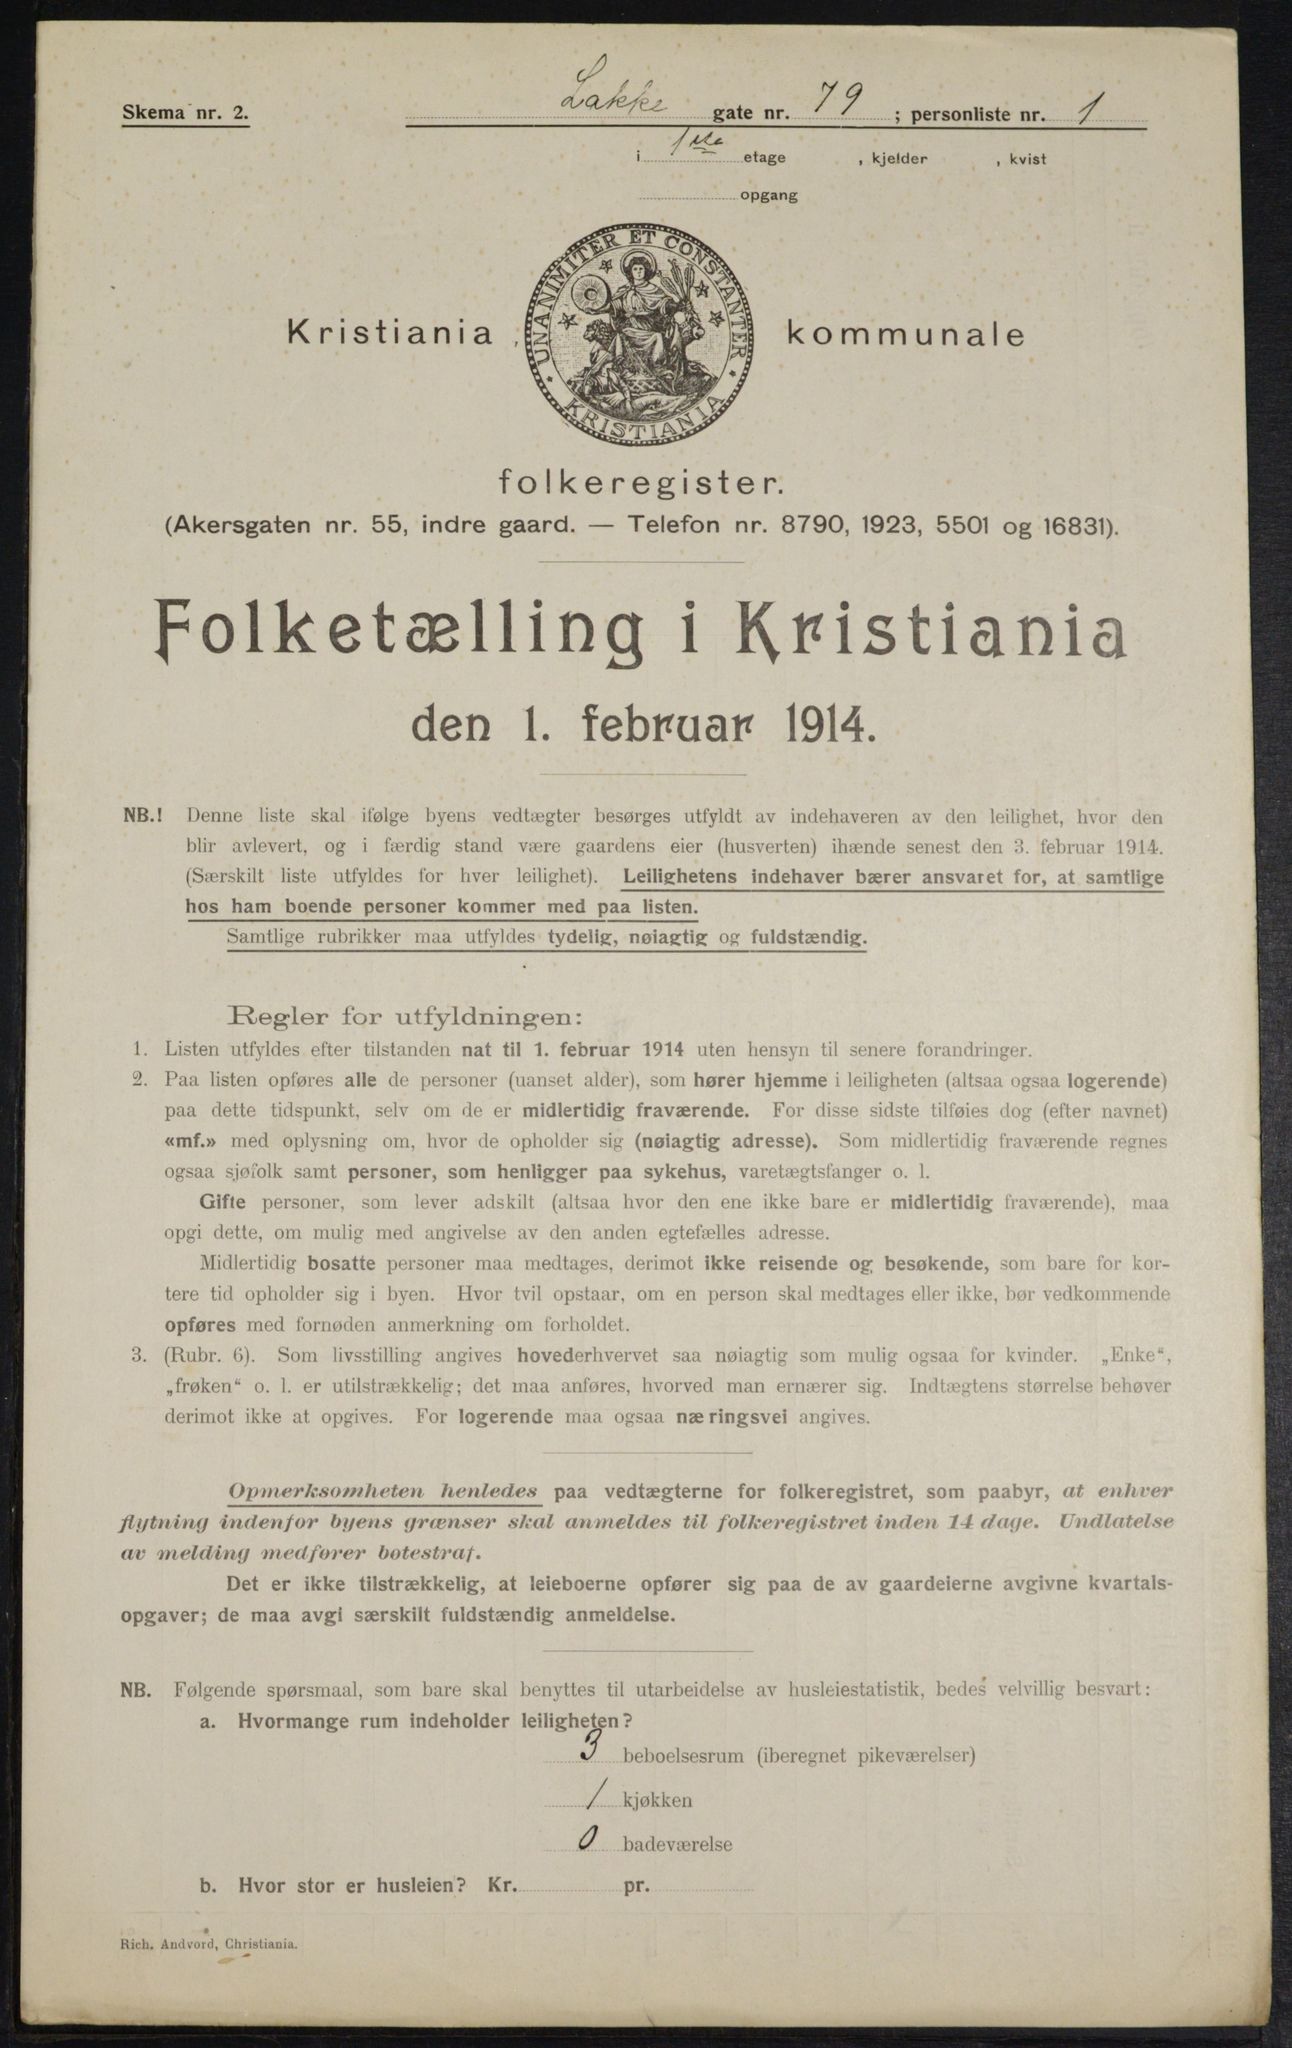 Skema nr. 2.
Lakke gate nr. 79 ; personliste nr. 1
i 1ste etage , kjelder , kvist
opgang
UNANIMITER ET CONSTANTER
KRISTIANIA
Kristiania kommunale
folkeregister.
(Akersgaten nr. 55, indre gaard. — Telefon nr. 8790, 1923, 5501 og 16831).
Folketælling i Kristiania
den 1. februar 1914.
NB.! Denne liste skal ifølge byens vedtægter besørges utfyldt av indehaveren av den leilighet, hvor den
blir avlevert, og i færdig stand være gaardens eier (husverten) ihænde senest den 3. februar 1914.
(Særskilt liste utfyldes for hver leilighet). Leilighetens indehaver bærer ansvaret for, at samtlige
hos ham boende personer kommer med paa listen.
Samtlige rubrikker maa utfyldes tydelig, nøiagtig og fuldstændig.
Regler for utfyldningen:
1. Listen utfyldes efter tilstanden nat til 1. februar 1914 uten hensyn til senere forandringer.
2. Paa listen opføres alle de personer (uanset alder), som hører hjemme i leiligheten (altsaa ogsaa logerende)
paa dette tidspunkt, selv om de er midlertidig fraværende. For disse sidste tilføies dog (efter navnet)
«mf.» med oplysning om, hvor de opholder sig (nøiagtig adresse). Som midlertidig fraværende regnes
ogsaa sjøfolk samt personer, som henligger paa sykehus, varetægtsfanger o. l.
Gifte personer, som lever adskilt (altsaa hvor den ene ikke bare er midlertidig fraværende), maa
opgi dette, om mulig med angivelse av den anden egtefælles adresse.
Midlertidig bosatte personer maa medtages, derimot ikke reisende og besøkende, som bare for kor-
tere tid opholder sig i byen. Hvor tvil opstaar, om en person skal medtages eller ikke, bør vedkommende
opføres med fornøden anmerkning om forholdet.
3. (Rubr. 6). Som livsstilling angives hovederhvervet saa nøiagtig som mulig ogsaa for kvinder. „Enke“,
„frøken“ o. l. er utilstrækkelig; det maa anføres, hvorved man ernærer sig. Indtægtens størrelse behøver
derimot ikke at opgives. For logerende maa ogsaa næringsvei angives.
Opmerksomheten henledes paa vedtægterne for folkeregistret, som paabyr, at enhver
flytning indenfor byens grænser skal anmeldes til folkeregistret inden 14 dage. Undlatelse
av melding medfører bøtestraf.
Det er ikke tilstrækkelig, at leieboerne opfører sig paa de av gaardeierne avgivne kvartals-
opgaver; de maa avgi særskilt fuldstændig anmeldelse.
NB. Følgende spørsmaal, som bare skal benyttes til utarbeidelse av husleiestatistik, bedes velvillig besvart:
a. Hvormange rum indeholder leiligheten?
3 beboelsesrum (iberegnet pikeværelser)
1 kjøkken
0 badeværelse
b. Hvor stor er husleien? Kr. pr.
Rich. Andvord, Christiania.